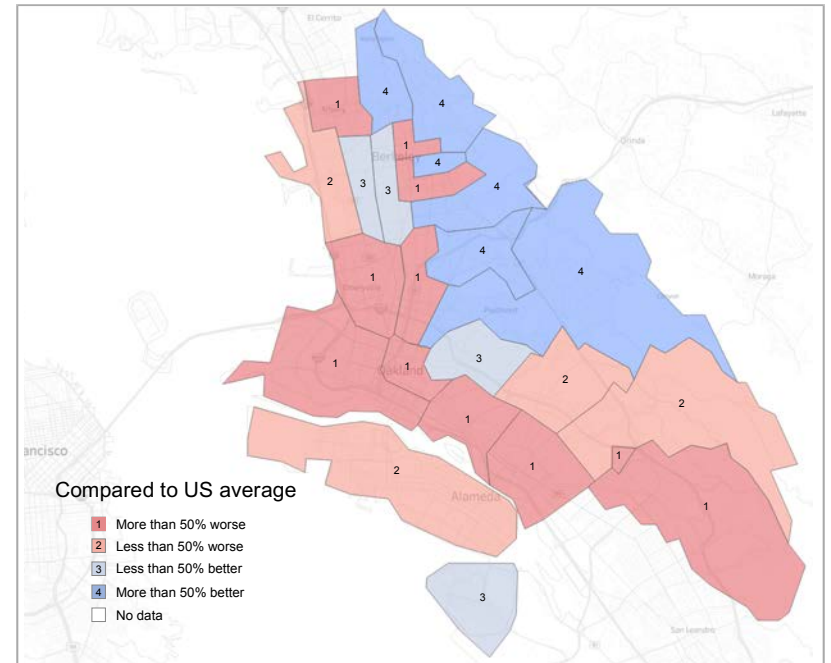 El Cerrito
4
4
1
Lafayette
1
Orinda
Berkeley
4
2
3
3
1
4
4
4
1
1
Moraga
Piedmont
3
1
1
Oakland
2
2
1
ancisco
1
2
1
1
Alameda
1
Compared to US average
1 More than 50% worse
2 Less than 50% worse
3 Less than 50% better
4 More than 50% better
No data
3
San Leandro